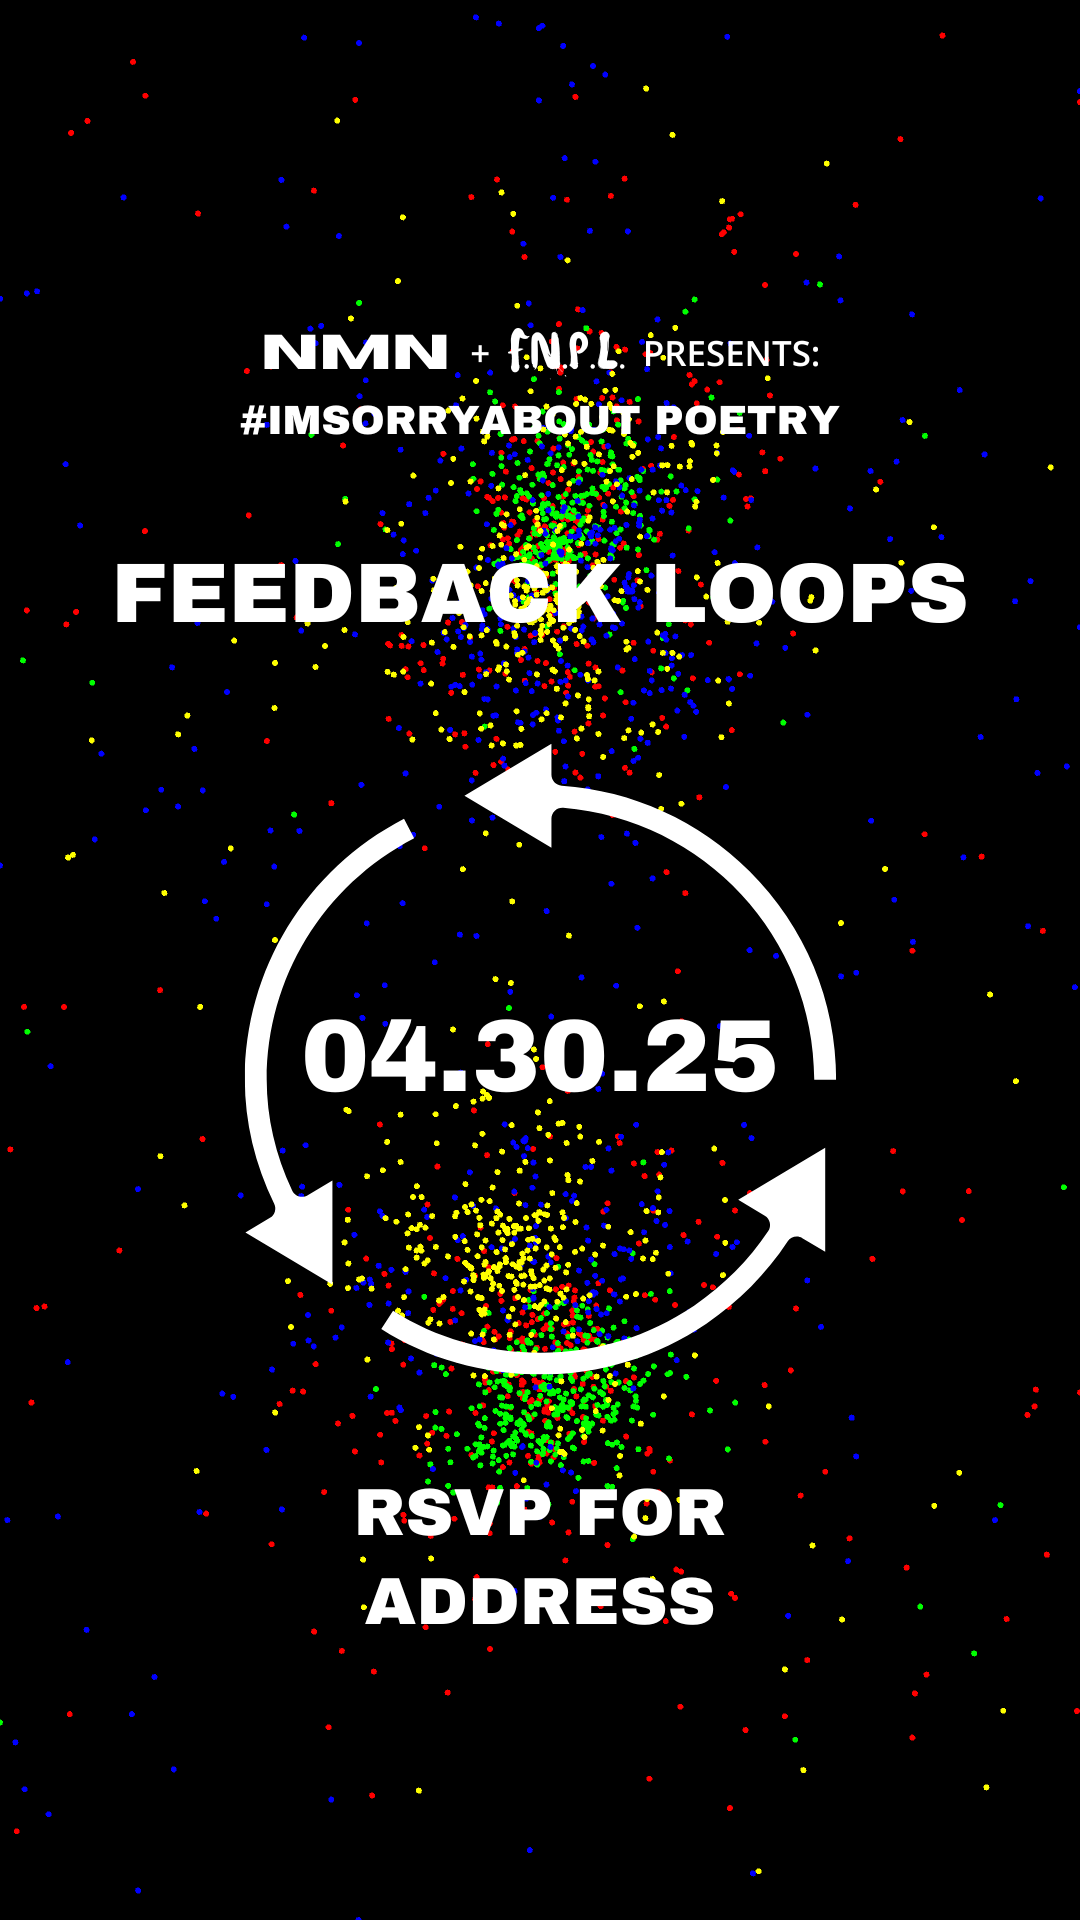 NMN + F.N.P.L. PRESENTS:
#IMSORRYABOUT POETRY
FEEDBACK LOOPS
04.30.25
RSVP FOR
ADDRESS